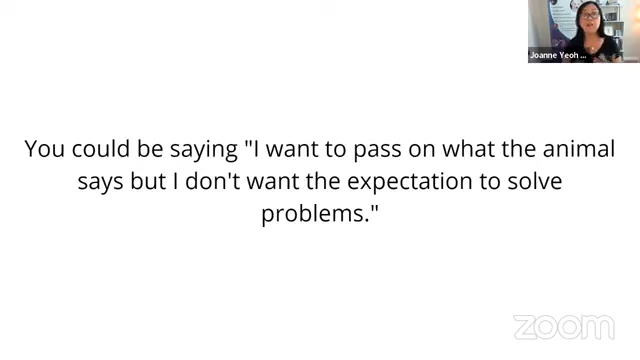 Joanne Yeoh ...
You could be saying "I want to pass on what the animal
says but I don't want the expectation to solve
problems."
zoom